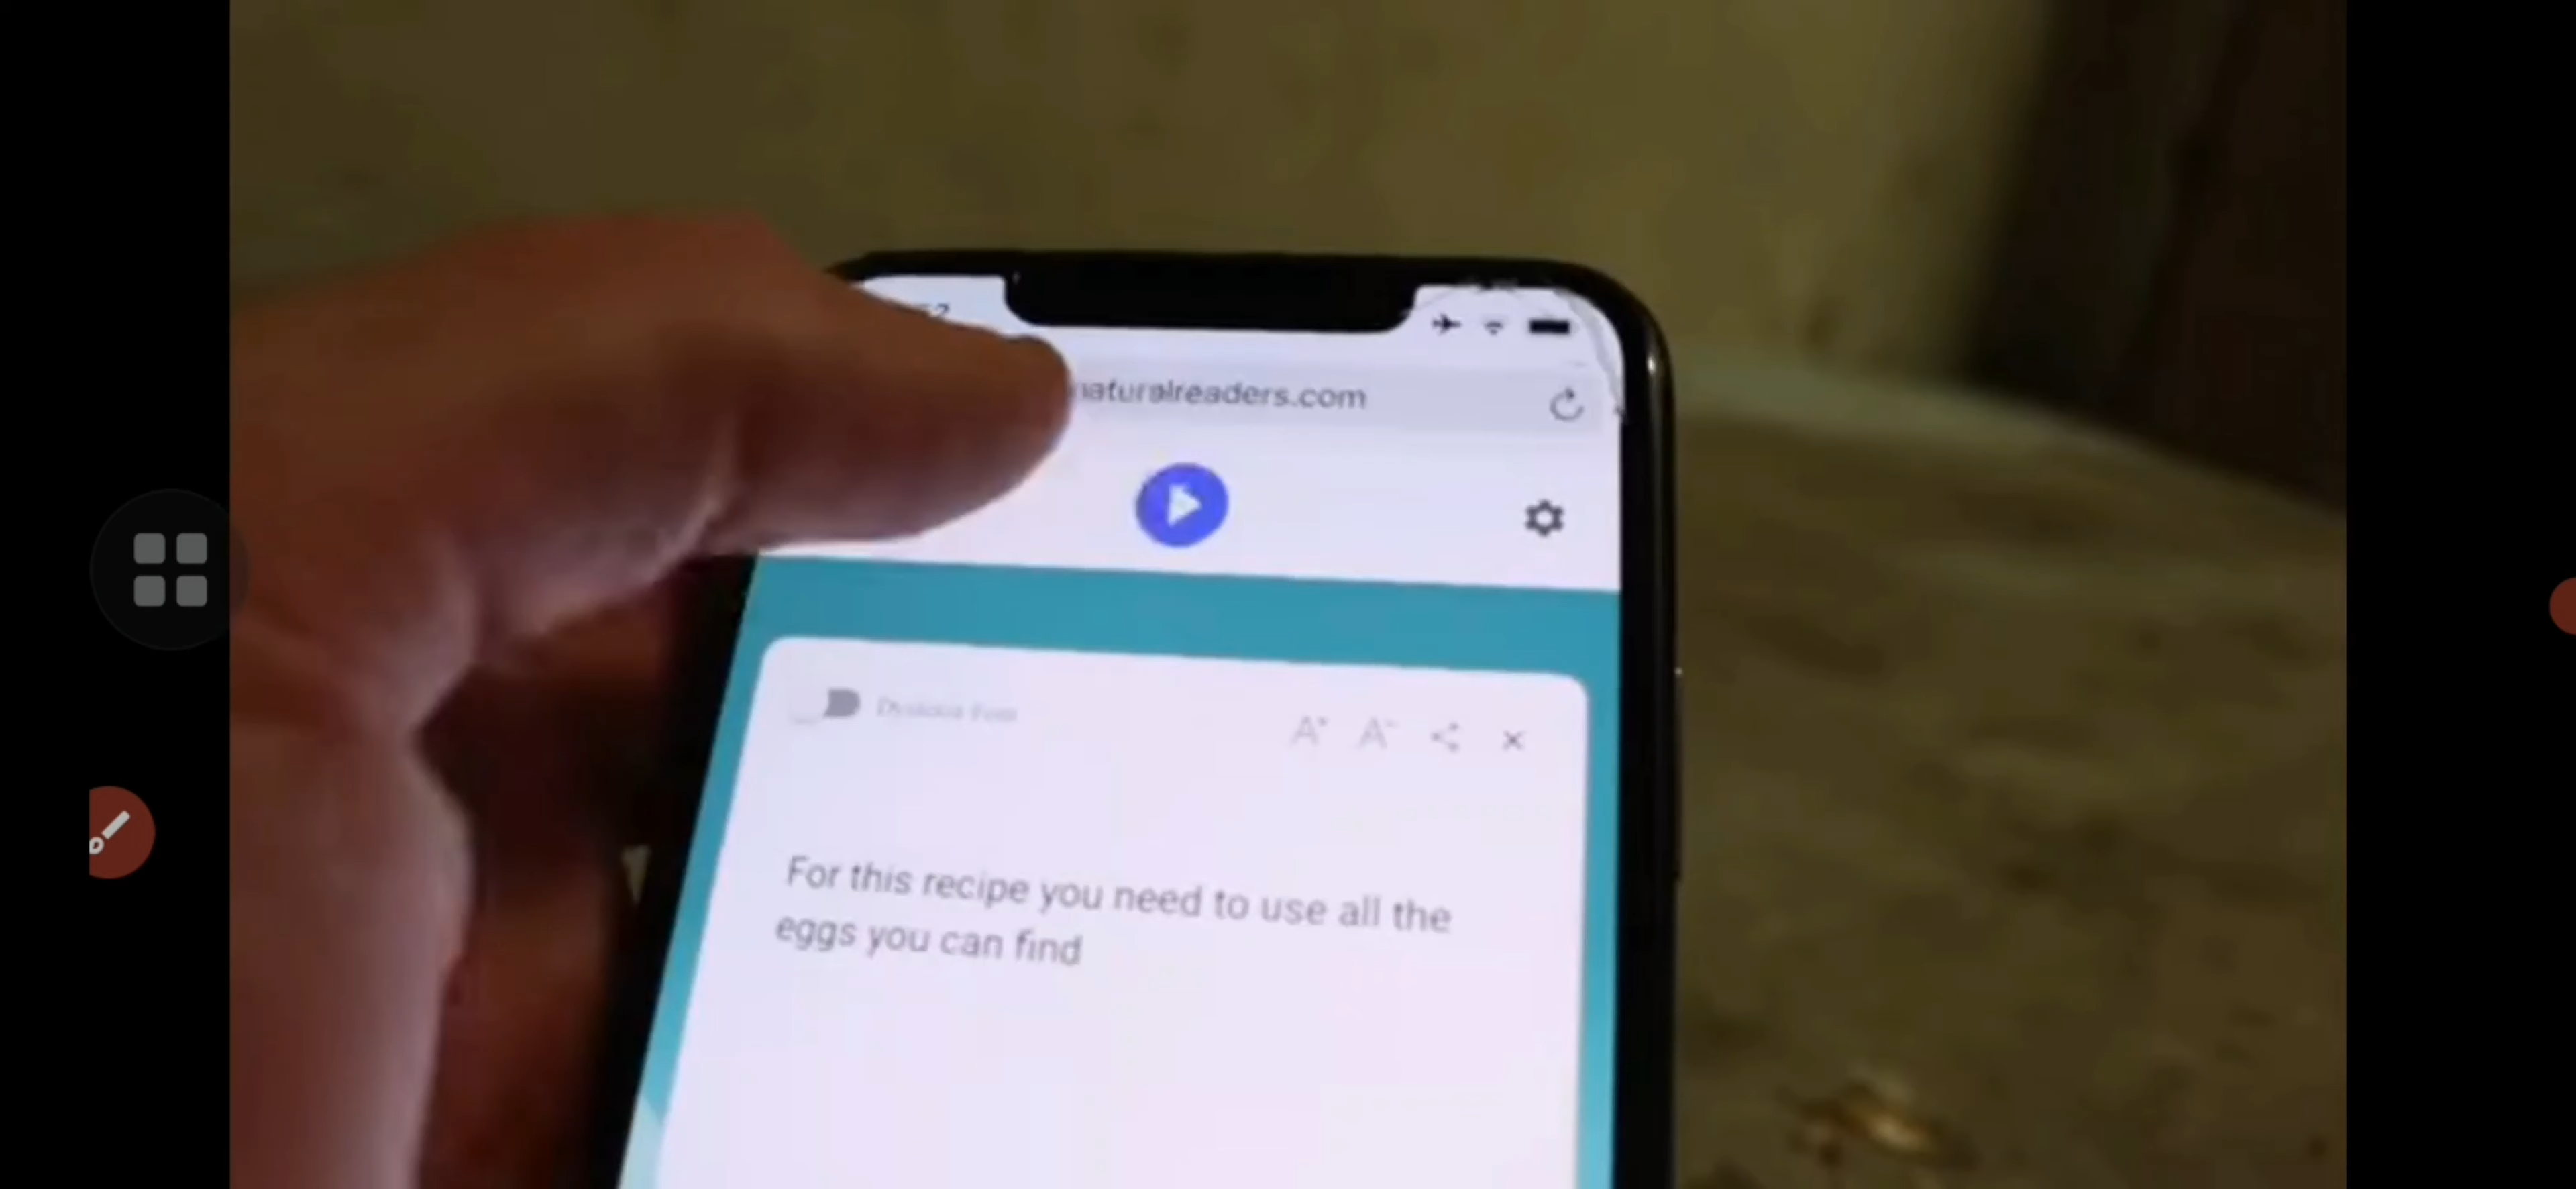 naturalreaders.com
A+ A-
For this recipe you need to use all the
eggs you can find